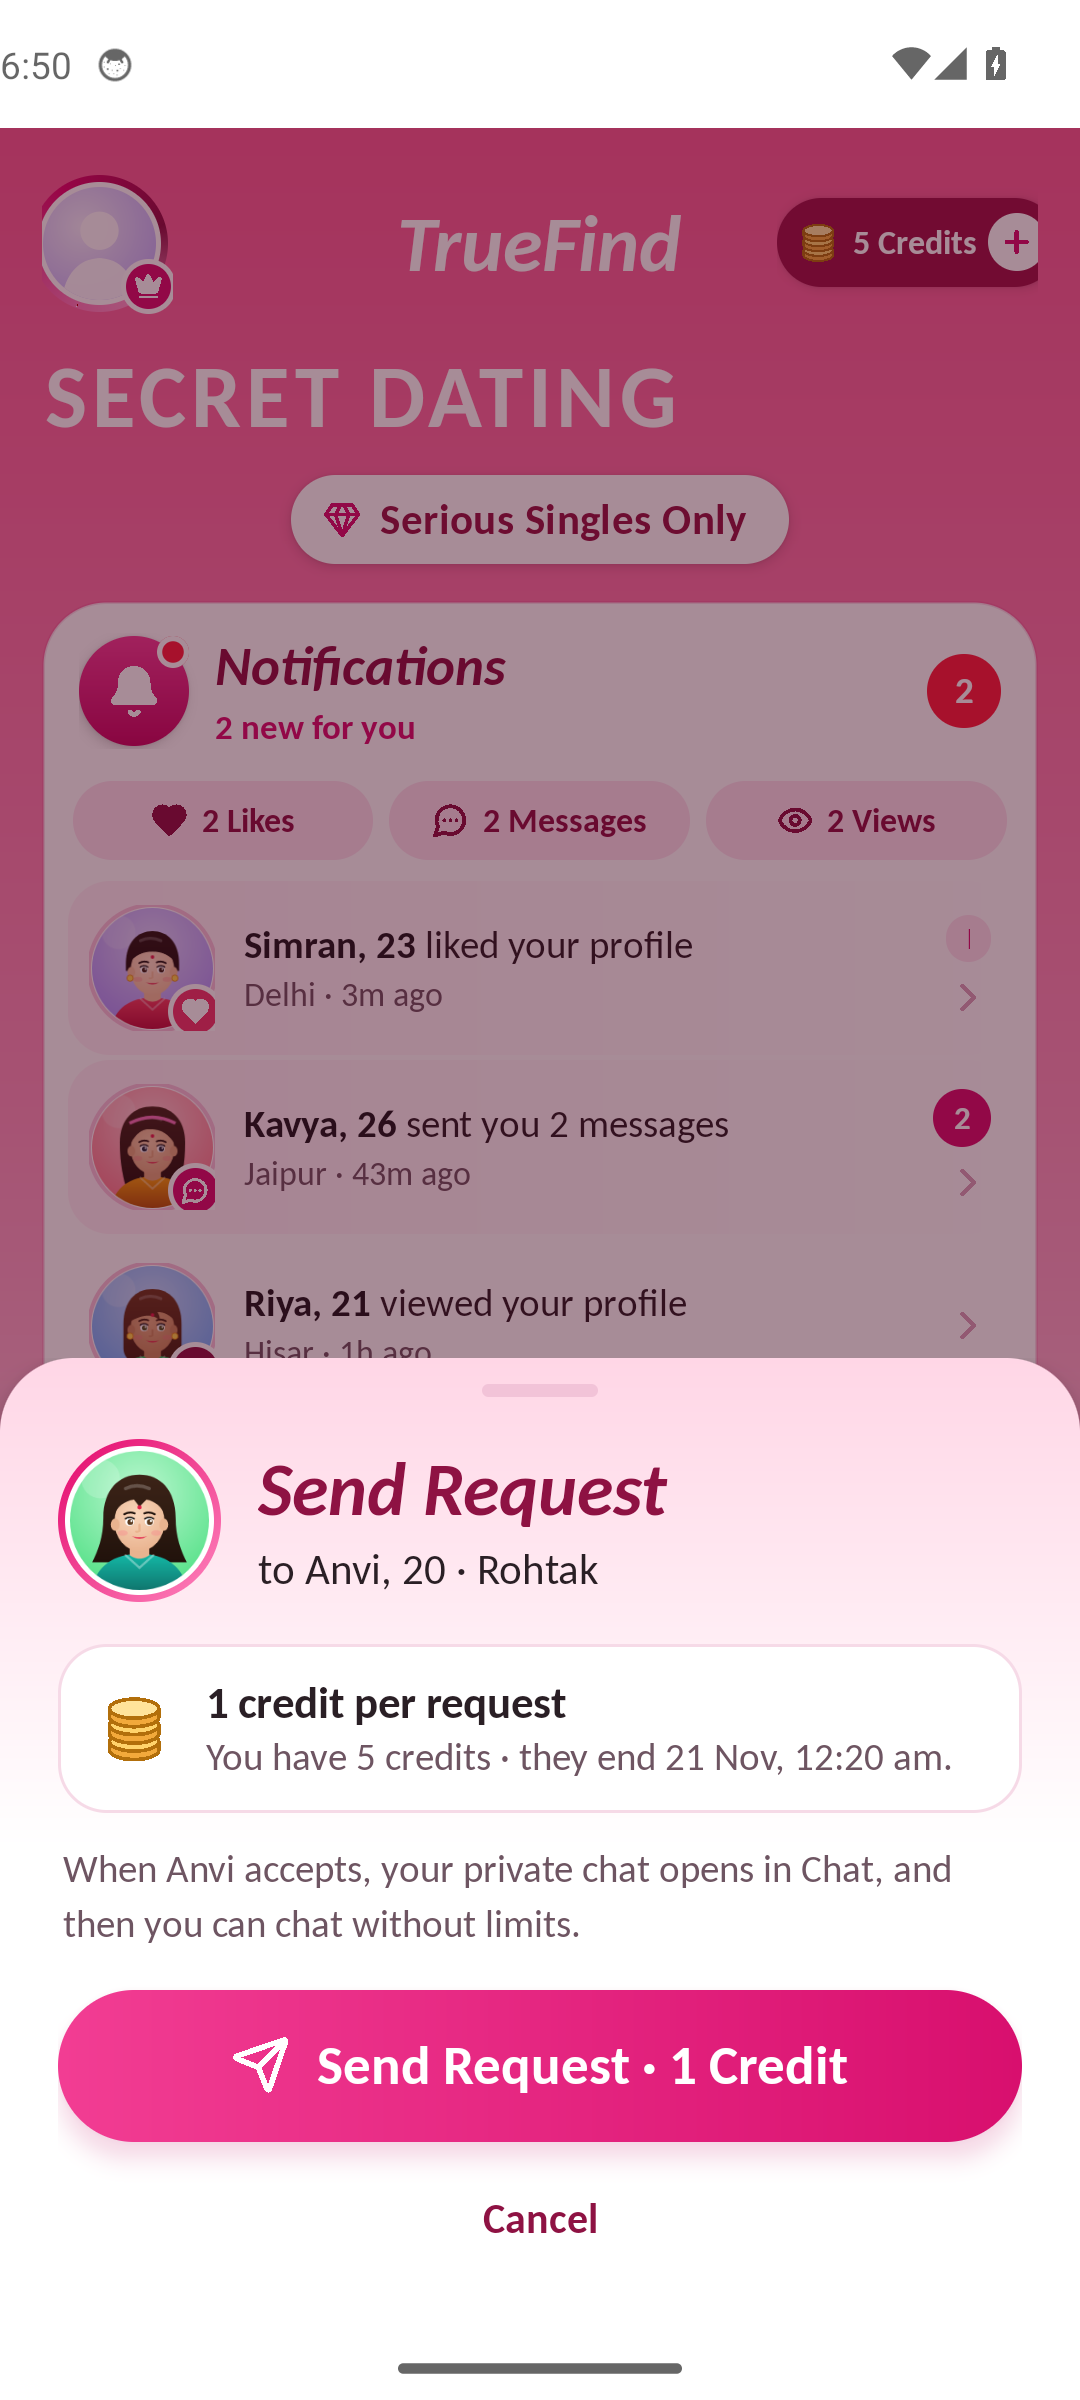 6:50
TrueFind
5 Credits
SECRET DATING
Serious Singles Only
Notifications
2 new for you
2
2 Likes
2 Messages
2 Views
Simran, 23 liked your profile
Delhi · 3m ago
Kavya, 26 sent you 2 messages
Jaipur · 43m ago
2
Riya, 21 viewed your profile
Hisar · 1h ago
Send Request
to Anvi, 20 · Rohtak
1 credit per request
You have 5 credits · they end 21 Nov, 12:20 am.
When Anvi accepts, your private chat opens in Chat, and
then you can chat without limits.
Send Request · 1 Credit
Cancel